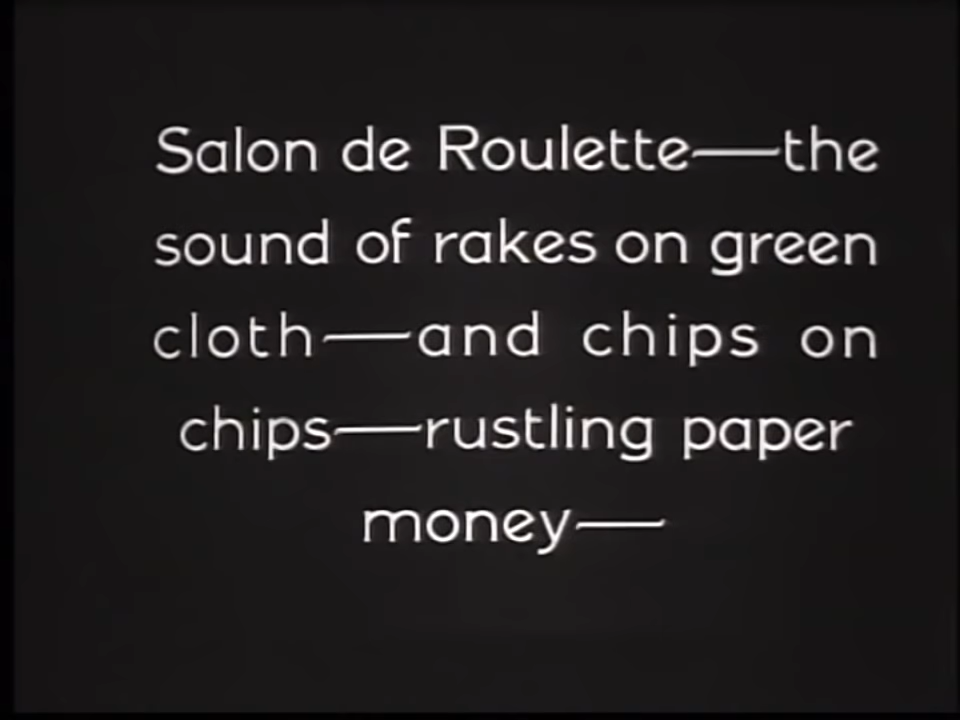 Salon de Roulette—the
sound of rakes on green
cloth—and chips on
chips—rustling paper
money—